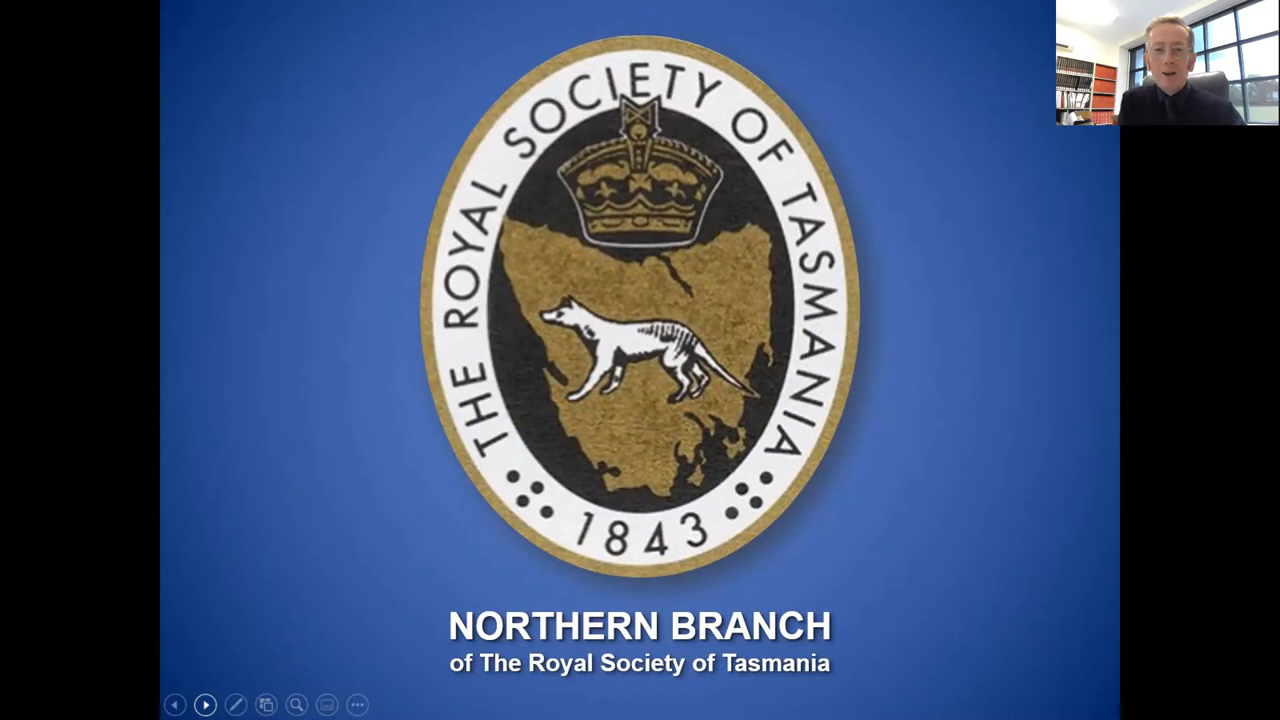 THE ROYAL SOCIETY OF TASMANIA
1843
NORTHERN BRANCH
of The Royal Society of Tasmania